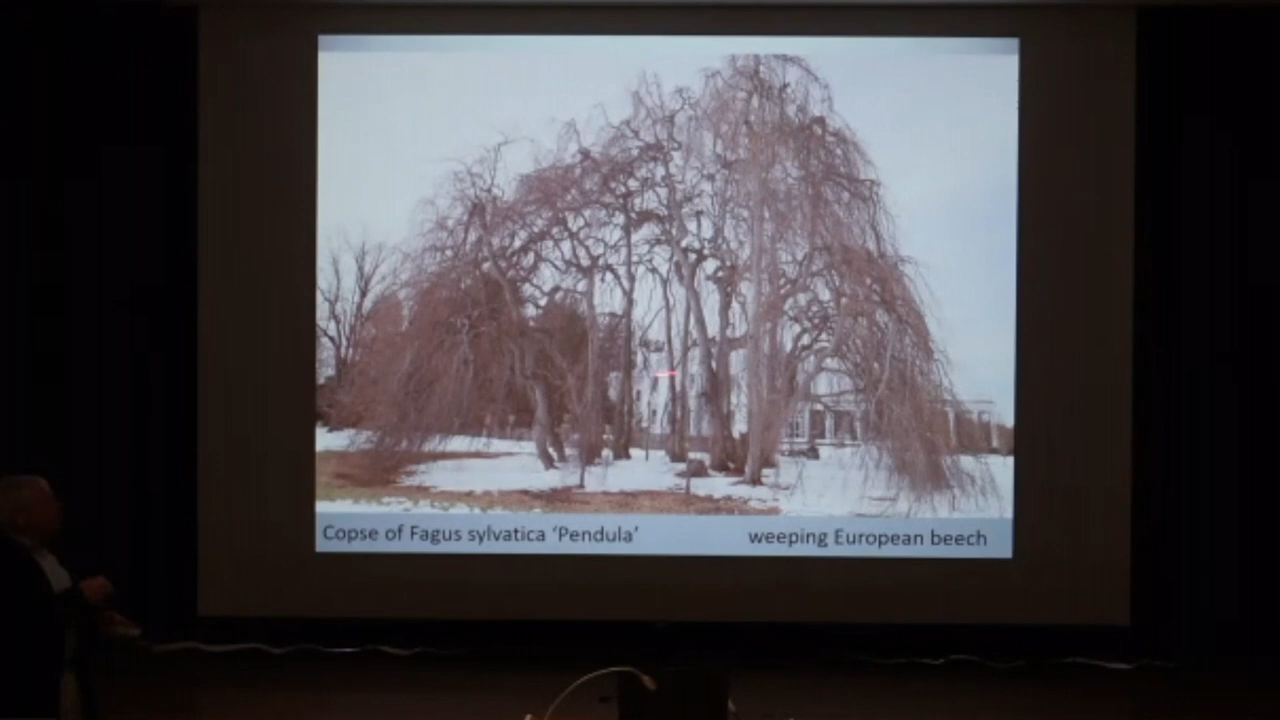 Copse of Fagus sylvatica ‘Pendula’ weeping European beech